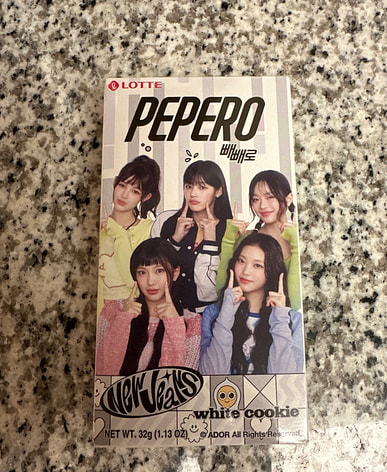 LOTTE
PEPERO
빼빼로
NewJeans
white cookie
NET WT. 32g (1.13 OZ) © ADOR All Rights Reserved.